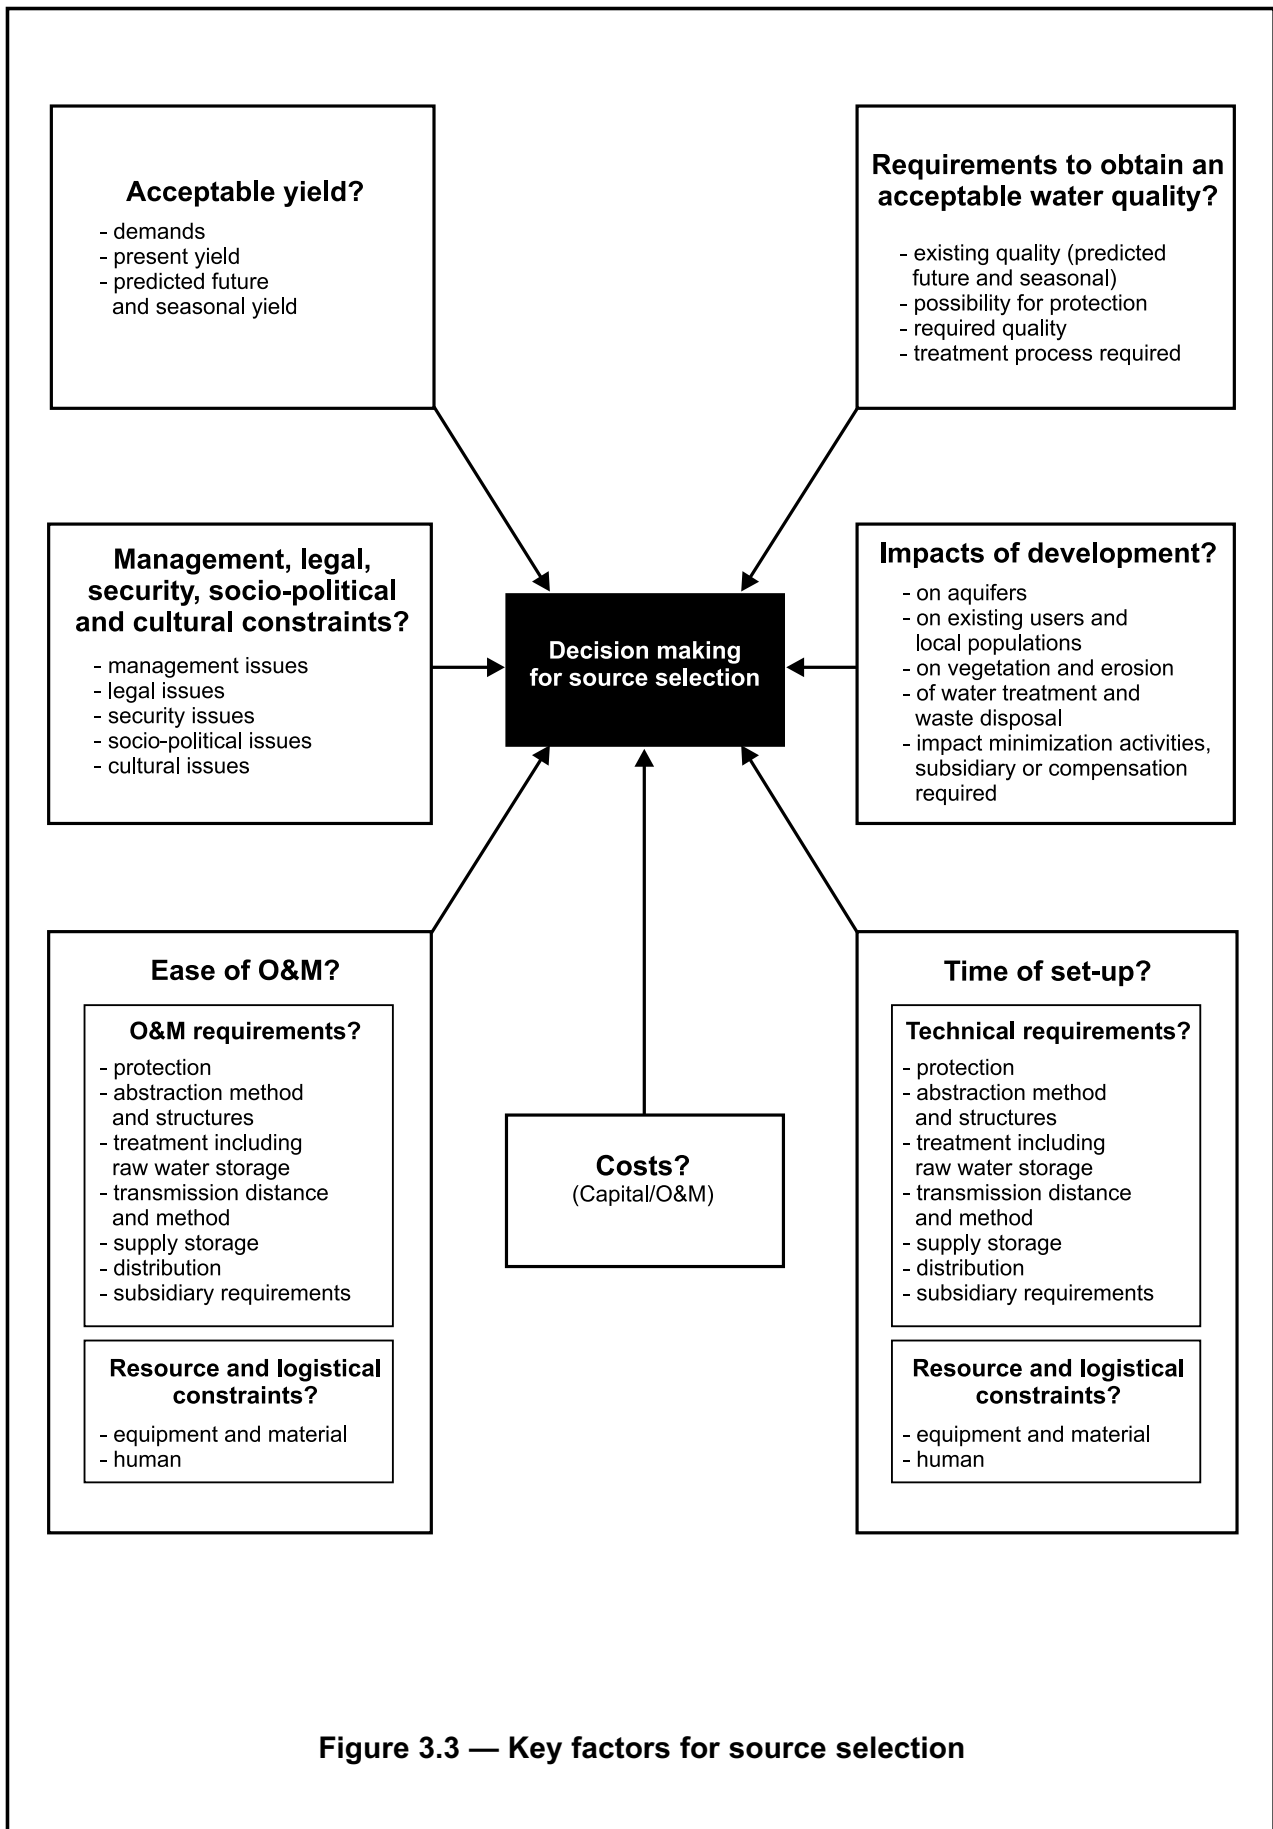 Acceptable yield?
- demands
- present yield
- predicted future
and seasonal yield
Requirements to obtain an
acceptable water quality?
- existing quality (predicted
future and seasonal)
- possibility for protection
- required quality
- treatment process required
Management, legal,
security, socio-political
and cultural constraints?
- management issues
- legal issues
- security issues
- socio-political issues
- cultural issues
Decision making
for source selection
Impacts of development?
- on aquifers
- on existing users and
local populations
- on vegetation and erosion
- of water treatment and
waste disposal
- impact minimization activities,
subsidiary or compensation
required
Ease of O&M?
O&M requirements?
- protection
- abstraction method
and structures
- treatment including
raw water storage
- transmission distance
and method
- supply storage
- distribution
- subsidiary requirements
Resource and logistical
constraints?
- equipment and material
- human
Costs?
(Capital/O&M)
Time of set-up?
Technical requirements?
- protection
- abstraction method
and structures
- treatment including
raw water storage
- transmission distance
and method
- supply storage
- distribution
- subsidiary requirements
Resource and logistical
constraints?
- equipment and material
- human
Figure 3.3 — Key factors for source selection